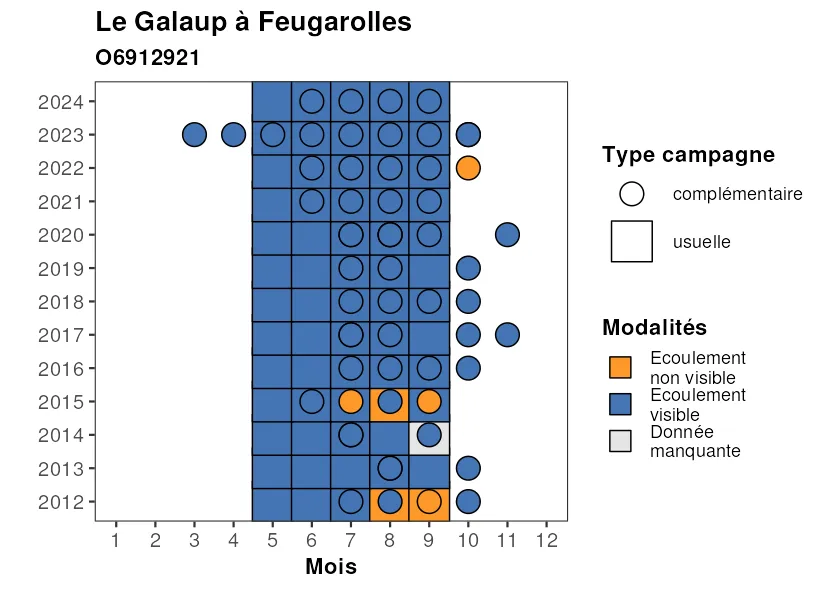 Le Galaup à Feugarolles
O6912921
2024
2023
2022
2021
2020
2019
2018
2017
2016
2015
2014
2013
2012
1 2 3 4 5 6 7 8 9 10 11 12
Mois
Type campagne
complémentaire
usuelle
Modalités
Ecoulement
non visible
Ecoulement
visible
Donnée
manquante